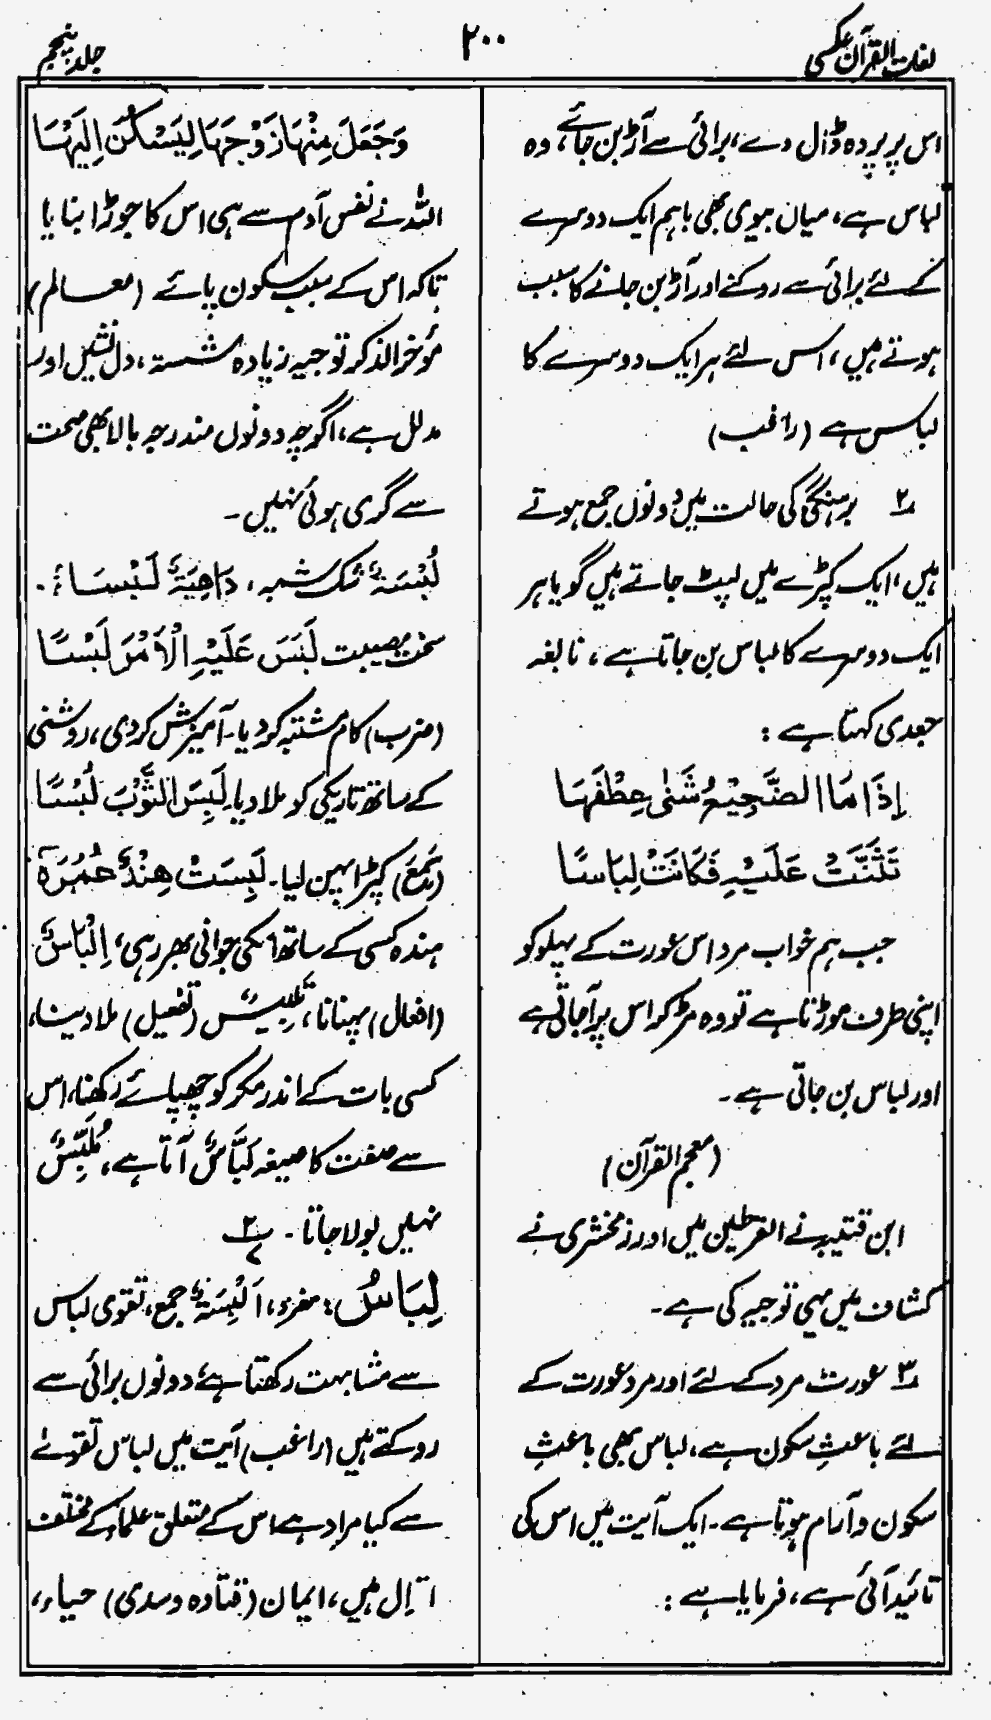 لغات القرآن عکسی
۲۰۰
جلد پنجم
اس پر پردہ ڈال دے، برائی سے آڑ بن جائے، وہ
لباس ہے، میاں بیوی بھی باہم ایک دوسرے
کے لئے برائی سے روکنے اور آڑ بن جانے کا سبب
ہوتے ہیں، اس لئے ہر ایک دوسرے کا
لباس ہے (راغب)
۲ برہنگی کی حالت میں دونوں جمع ہوتے
ہیں، ایک کپڑے میں لپٹ جاتے ہیں گویا ہر
ایک دوسرے کا لباس بن جاتا ہے، نابغہ
جعدی کہتا ہے:
اِذَا مَا الضَّجِیْعُ ثَنٰی عِطْفَهَا
تَثَنَّتْ عَلَیْهِ فَكَانَتْ لِبَاسًا
جب ہم خواب مرد اس عورت کے پہلو کو
اپنی طرف موڑتا ہے تو وہ مڑ کر اس پر آجاتی ہے
اور لباس بن جاتی ہے۔
(معجم القرآن)
ابن قتیبہ نے القرطین میں اور زمخشری نے
کشاف میں یہی توجیہ کی ہے۔
۳ عورت مرد کے لئے اور مرد عورت کے
لئے باعثِ سکون ہے، لباس بھی باعثِ
سکون و آرام ہوتا ہے۔ ایک آیت میں اس کی
تائید آئی ہے، فرمایا ہے:
وَجَعَلَ مِنْهَا زَوْجَهَا لِیَسْكُنَ اِلَیْهَا
اللہ نے نفس آدم سے ہی اس کا جوڑا بنایا
تاکہ اس کے سبب سکون پائے (معالم)
مؤخر الذکر توجیہ زیادہ شستہ، دل نشیں اور
مدلل ہے، اگرچہ دونوں مندرجہ بالا بھی صحت
سے گری ہوئی نہیں۔
لُبْسَةٌ شک شبہ، دَاهِیَةٌ لَبْسَاءُ۔
سخت مصیبت لَبَسَ عَلَیْهِ الْاَمْرَ لَبْسًا
(ضرب) کام مشتبہ کر دیا۔ آمیزش کر دی، روشنی
کے ساتھ تاریکی کو ملا دیا۔ لَبِسَ الثَّوْبَ لُبْسًا
(سَمِعَ) کپڑا پہن لیا۔ لَبِسَتْ هِنْدٌ عُمُرَهٗ
ہندہ کسی کے ساتھ اسکی جوانی بھر رہی، اِلْبَاسٌ
(افعال) پہنانا، تَلْبِیْسٌ (تفعیل) ملا دینا،
کسی بات کے اندر مکر کو چھپائے رکھنا، اس
سے صفت کا صیغہ لَبَّاسٌ آتا ہے، مُلَبِّسٌ
نہیں بولا جاتا۔ ۲/۷
لِبَاسُ: مفرد، اَلْبِسَةٌ جمع، تقوی لباس
سے مشابہت رکھتا ہے دونوں برائی سے
روکتے ہیں (راغب) آیت میں لباس تقوےٰ
سے کیا مراد ہے اس کے متعلق علماء کے مختلف
اقوال ہیں، ایمان (قتادہ و سدی) حیاء،